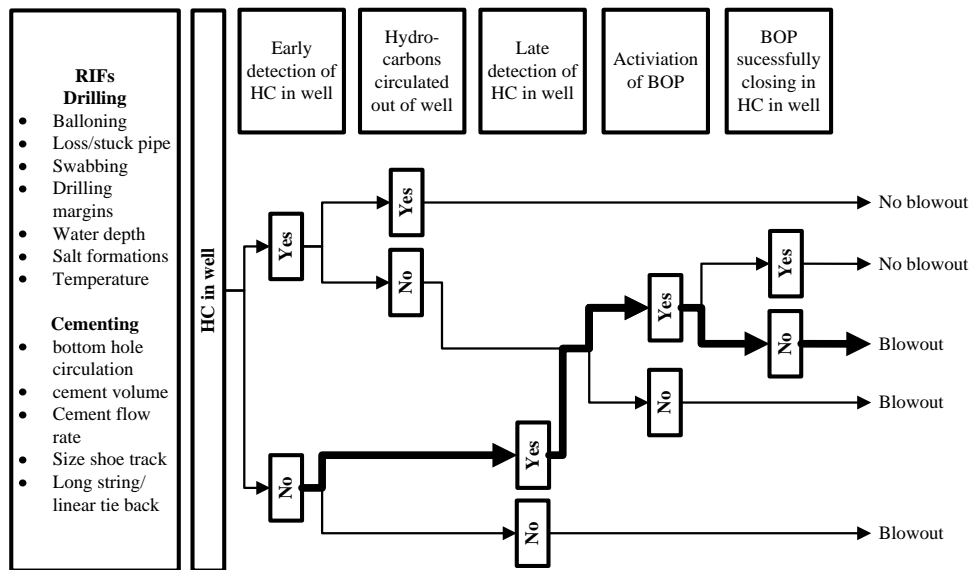 RIFs
Drilling
• Balloning
• Loss/stuck pipe
• Swabbing
• Drilling
margins
• Water depth
• Salt formations
• Temperature
Cementing
• bottom hole
circulation
• cement volume
• Cement flow
rate
• Size shoe track
• Long string/
linear tie back
HC in well
Early
detection of
HC in well
Hydro-
carbons
circulated
out of well
Late
detection of
HC in well
Activiation
of BOP
BOP
sucessfully
closing in
HC in well
Yes
Yes
No blowout
No
Yes
Yes
No blowout
No
Blowout
No
Blowout
No
Yes
No
Blowout